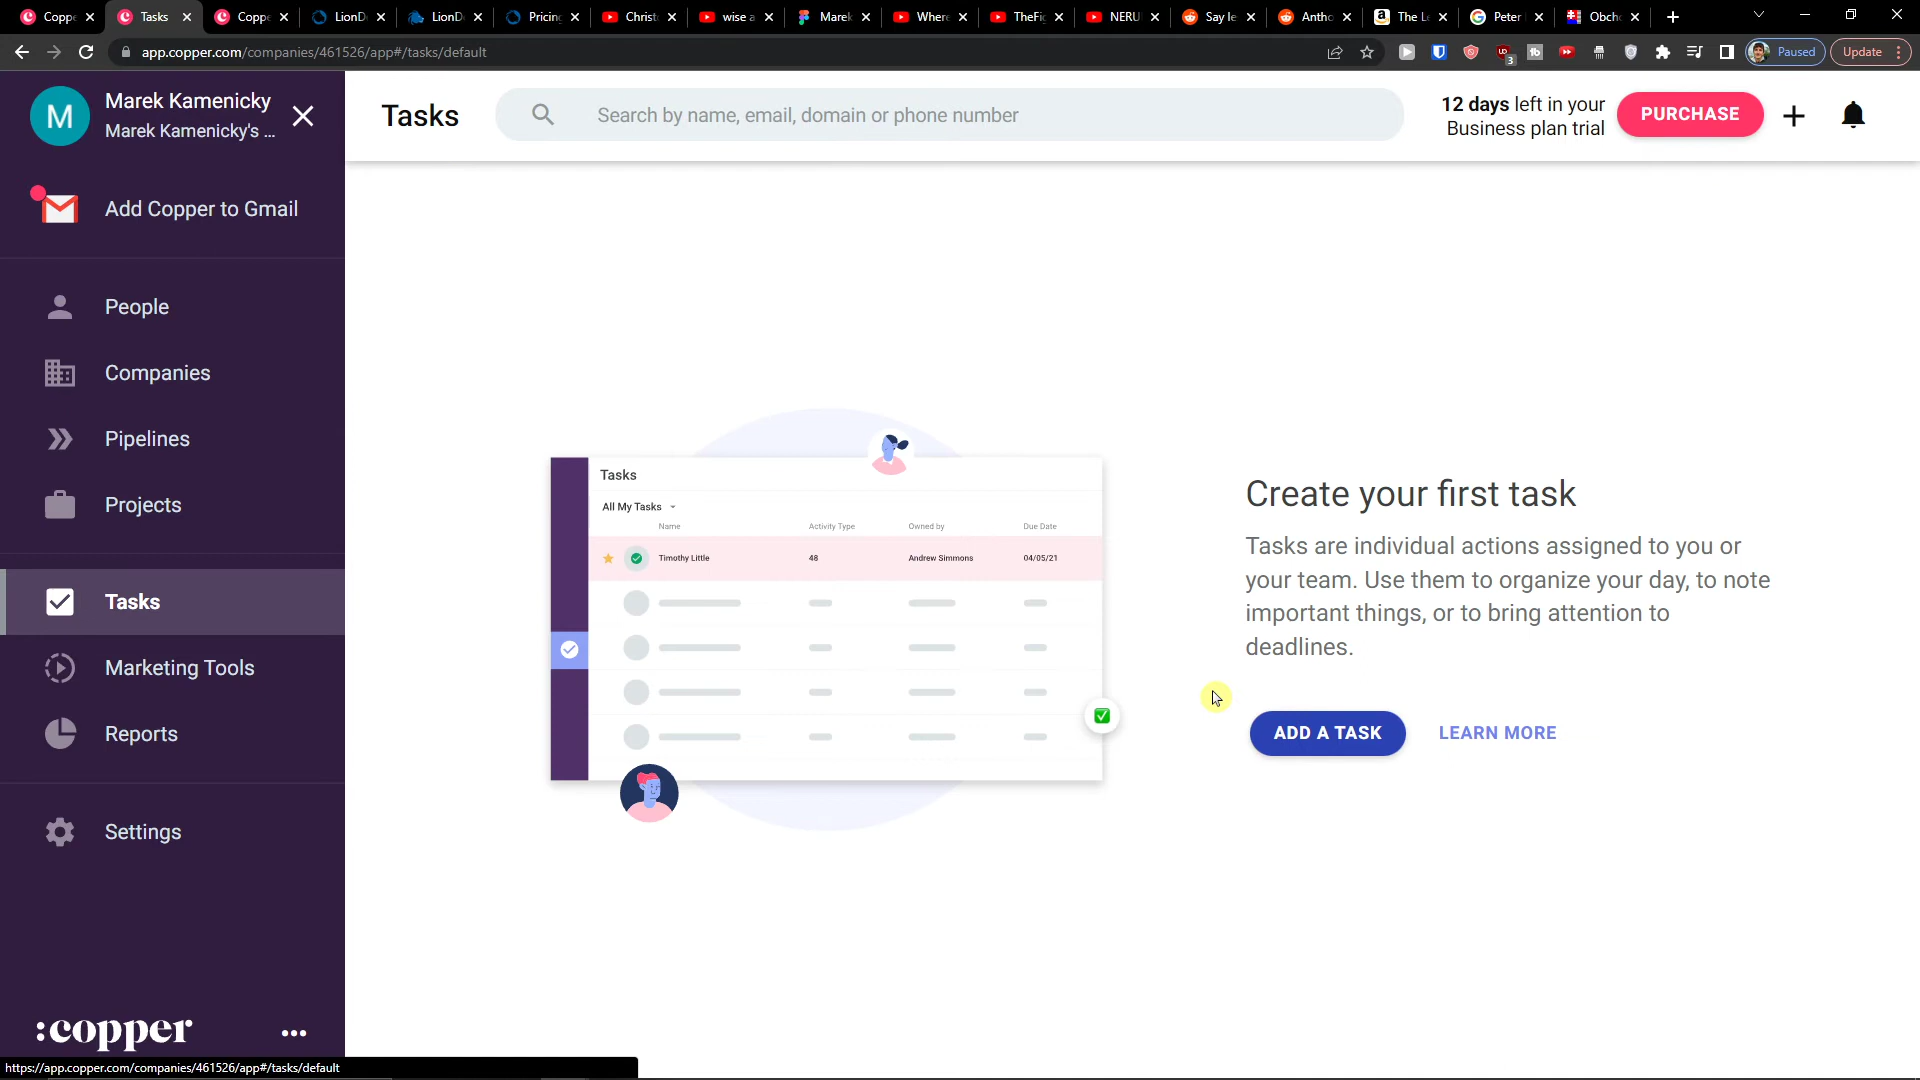 Coppe
Tasks
Coppe
LionD
LionD
Pricing
Christ
wise a
Marek
Where
TheFig
NERU
Say le
Antho
The Le
Peter
Obcho
app.copper.com/companies/461526/app#/tasks/default
3
Paused
Update
M
Marek Kamenicky
Marek Kamenicky's ...
Tasks
Search by name, email, domain or phone number
12 days left in your
Business plan trial
PURCHASE
Add Copper to Gmail
People
Companies
Pipelines
Projects
Tasks
Marketing Tools
Reports
Settings
Tasks
All My Tasks
Name Activity Type Owned by Due Date
Timothy Little 48 Andrew Simmons 04/05/21
Create your first task
Tasks are individual actions assigned to you or
your team. Use them to organize your day, to note
important things, or to bring attention to
deadlines.
ADD A TASK
LEARN MORE
:copper
https://app.copper.com/companies/461526/app#/tasks/default